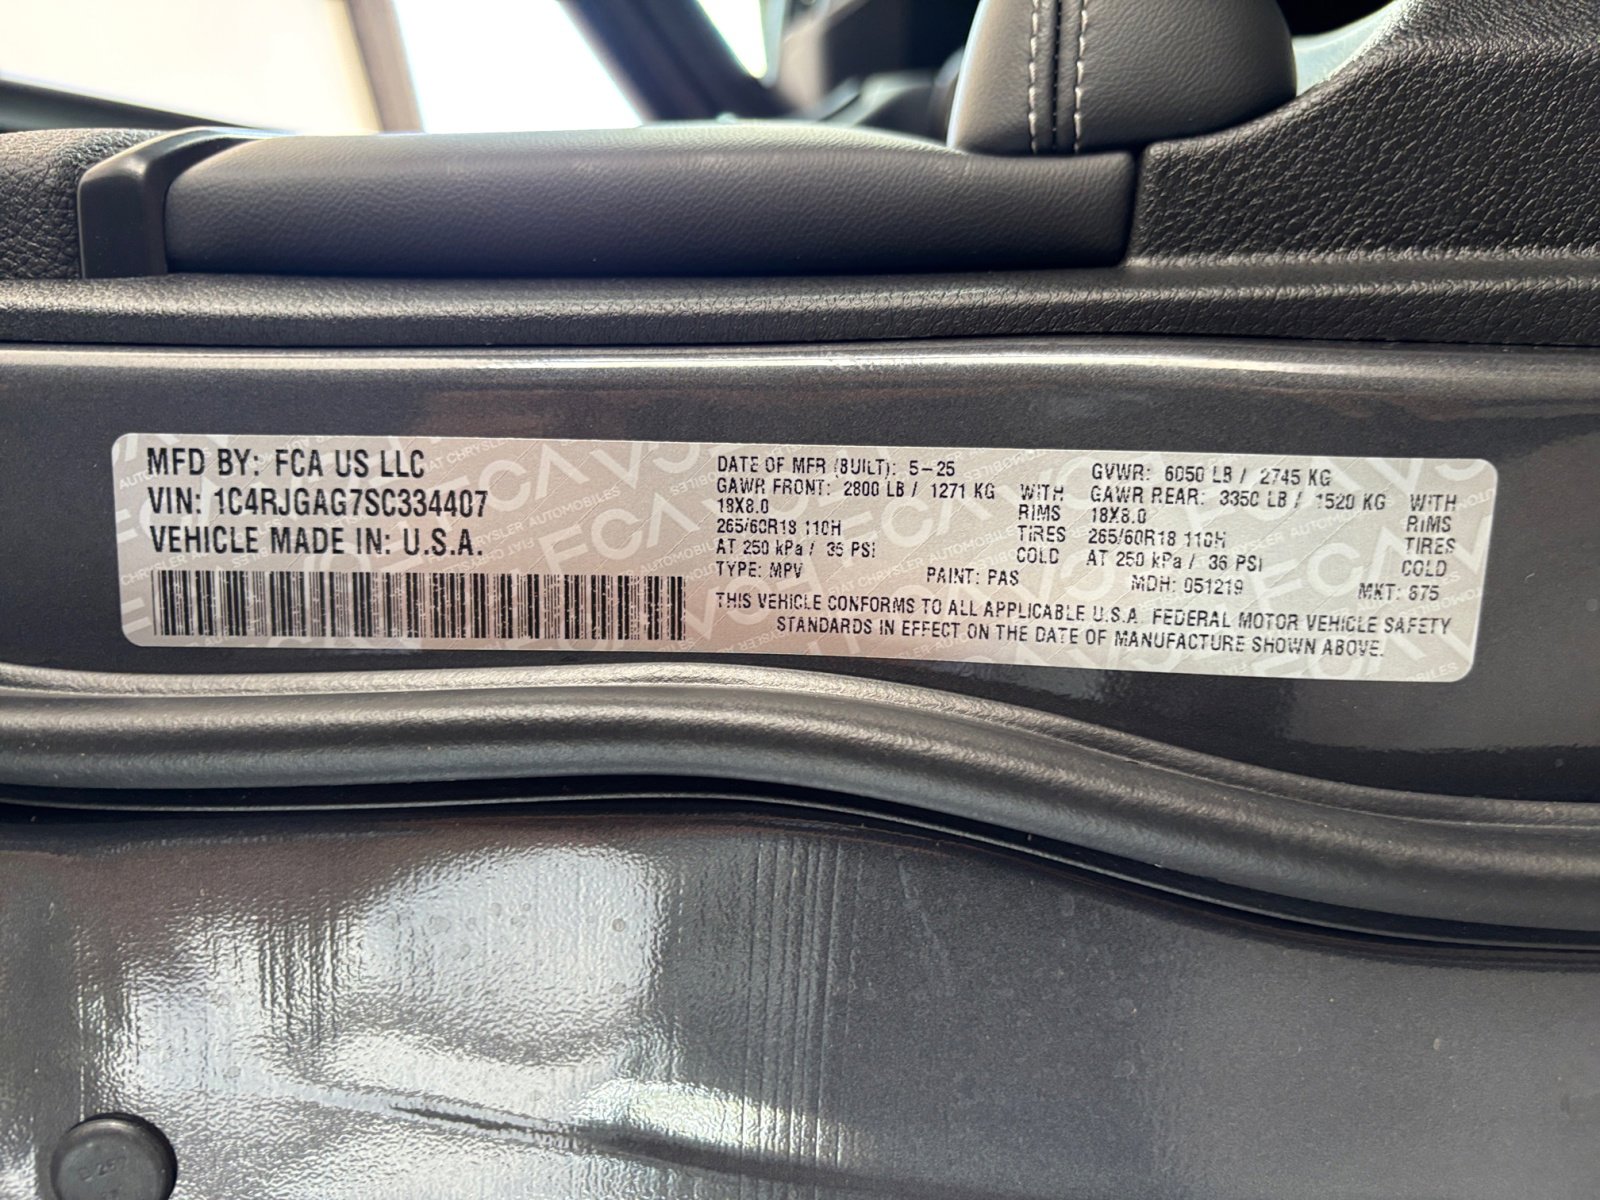 MFD BY: FCA US LLC
VIN: 1C4RJGAG7SC334407
VEHICLE MADE IN: U.S.A.
DATE OF MFR (BUILT): 5-25
GAWR FRONT: 2800 LB / 1271 KG WITH
18X8.0 RIMS
265/60R18 110H TIRES
AT 250 kPa / 36 PSI COLD
TYPE: MPV
GVWR: 6050 LB / 2745 KG
GAWR REAR: 3350 LB / 1520 KG WITH
18X8.0 RIMS
265/60R18 110H TIRES
AT 250 kPa / 36 PSI COLD
PAINT: PAS MDH: 051219 MKT: 875
THIS VEHICLE CONFORMS TO ALL APPLICABLE U.S.A. FEDERAL MOTOR VEHICLE SAFETY
STANDARDS IN EFFECT ON THE DATE OF MANUFACTURE SHOWN ABOVE.